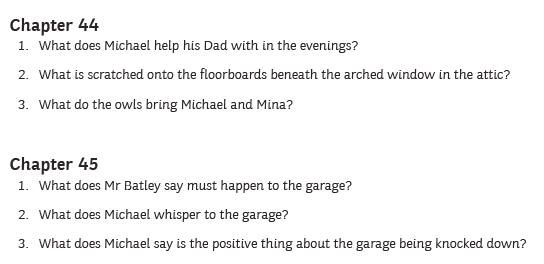 Chapter 44
1. What does Michael help his Dad with in the evenings?
2. What is scratched onto the floorboards beneath the arched window in the attic?
3. What do the owls bring Michael and Mina?
Chapter 45
1. What does Mr Batley say must happen to the garage?
2. What does Michael whisper to the garage?
3. What does Michael say is the positive thing about the garage being knocked down?